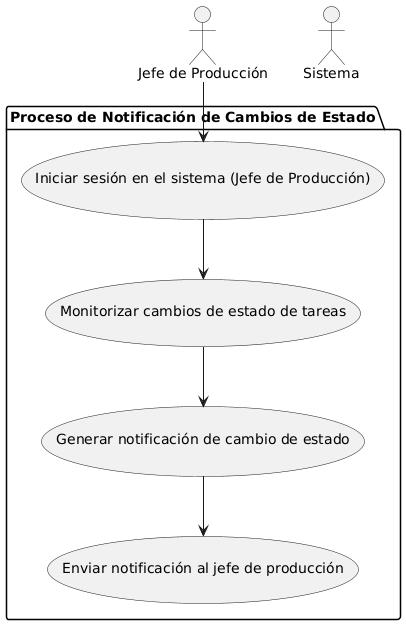 Jefe de Producción
Sistema
Proceso de Notificación de Cambios de Estado
Iniciar sesión en el sistema (Jefe de Producción)
Monitorizar cambios de estado de tareas
Generar notificación de cambio de estado
Enviar notificación al jefe de producción